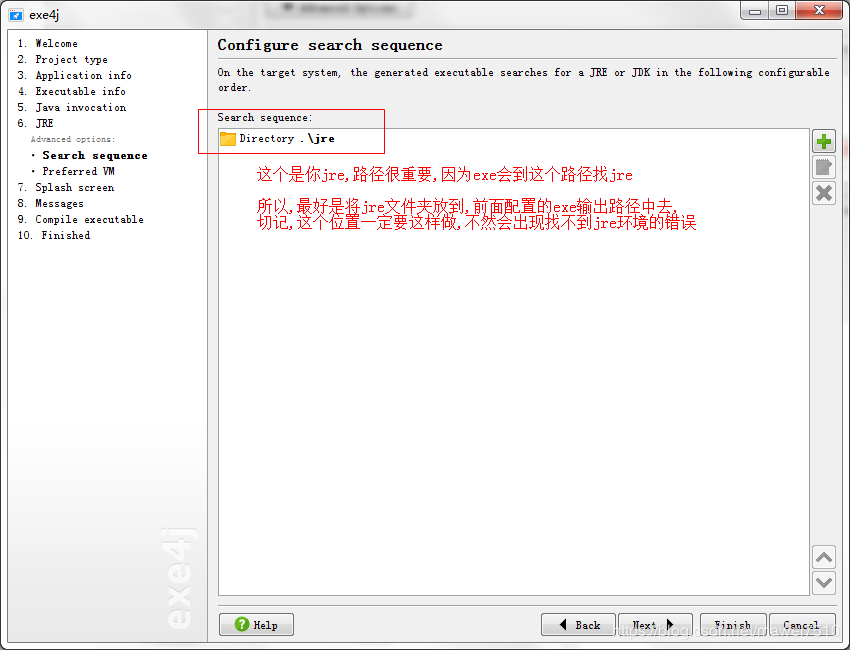 exe4j
Advanced Options
1. Welcome
2. Project type
3. Application info
4. Executable info
5. Java invocation
6. JRE
Advanced options:
• Search sequence
• Preferred VM
7. Splash screen
8. Messages
9. Compile executable
10. Finished
exe4j
Configure search sequence
On the target system, the generated executable searches for a JRE or JDK in the following configurable
order.
Search sequence:
Directory .\jre
这个是你jre,路径很重要,因为exe会到这个路径找jre
所以,最好是将jre文件夹放到,前面配置的exe输出路径中去,
切记,这个位置一定要这样做,不然会出现找不到jre环境的错误
Help
Back
Next
Finish
Cancel